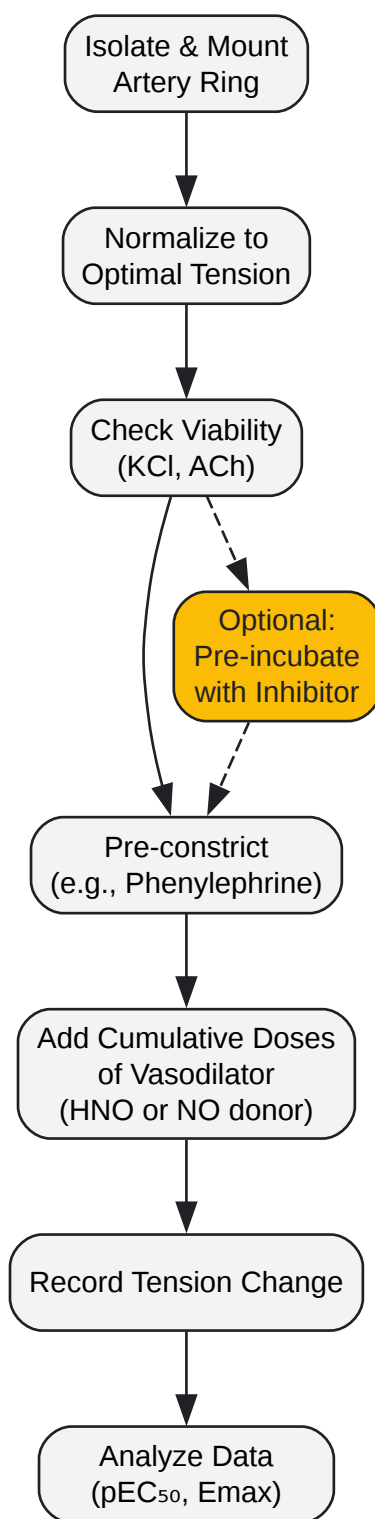 Isolate & Mount
Artery Ring
Normalize to
Optimal Tension
Check Viability
(KCl, ACh)
Optional:
Pre-incubate
with Inhibitor
Pre-constrict
(e.g., Phenylephrine)
Add Cumulative Doses
of Vasodilator
(HNO or NO donor)
Record Tension Change
Analyze Data
(pEC₅₀, Emax)